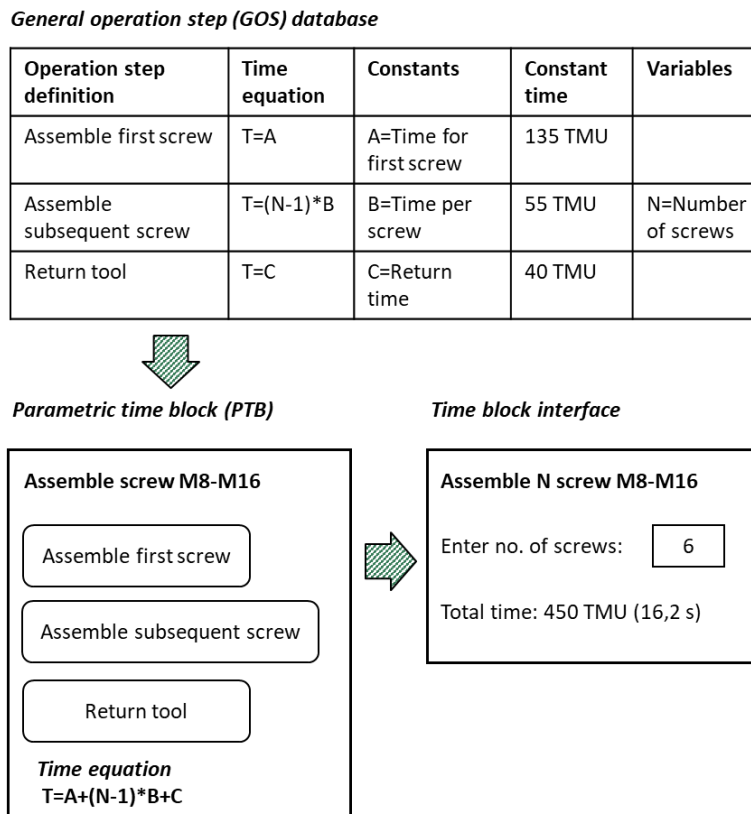 General operation step (GOS) database
Operation step definition Time equation Constants Constant time Variables
Assemble first screw T=A A=Time for first screw 135 TMU
Assemble subsequent screw T=(N-1)*B B=Time per screw 55 TMU N=Number of screws
Return tool T=C C=Return time 40 TMU
Parametric time block (PTB)
Assemble screw M8-M16
Assemble first screw
Assemble subsequent screw
Return tool
Time equation
T=A+(N-1)*B+C
Time block interface
Assemble N screw M8-M16
Enter no. of screws: 6
Total time: 450 TMU (16,2 s)